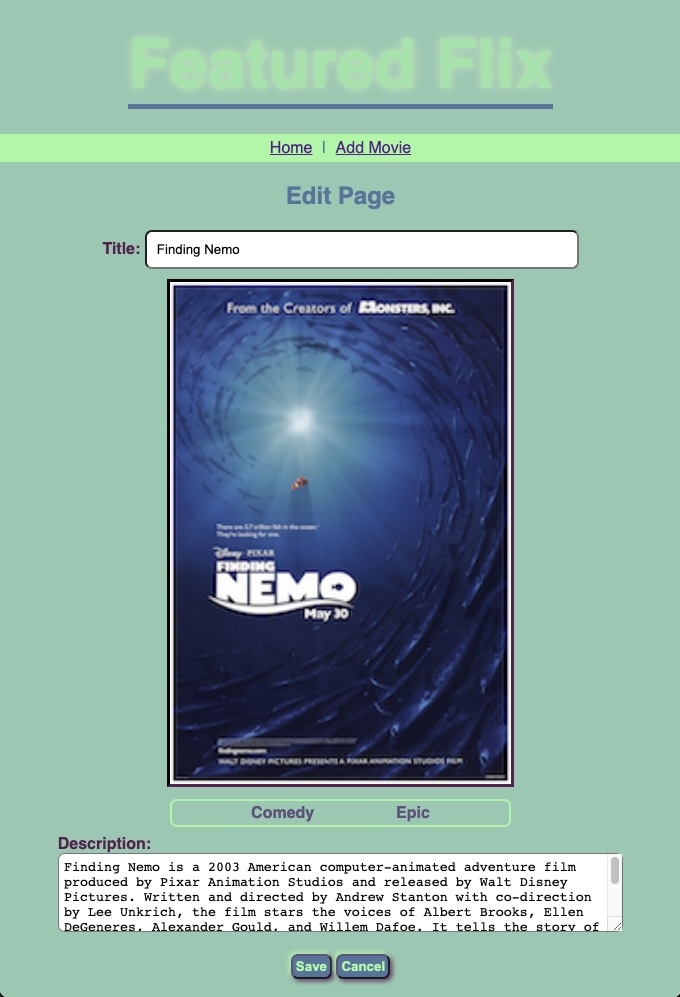 Featured Flix
Home | Add Movie
Edit Page
Title: Finding Nemo
From the Creators of MONSTERS, INC.
There are 3.7 trillion fish in the ocean.
They're looking for one.
Disney · PIXAR
FINDING
NEMO
May 30
findingnemo.com
WALT DISNEY PICTURES PRESENTS A PIXAR ANIMATION STUDIOS FILM
Comedy Epic
Description:
Finding Nemo is a 2003 American computer-animated adventure film
produced by Pixar Animation Studios and released by Walt Disney
Pictures. Written and directed by Andrew Stanton with co-direction
by Lee Unkrich, the film stars the voices of Albert Brooks, Ellen
DeGeneres, Alexander Gould, and Willem Dafoe. It tells the story of
Save Cancel